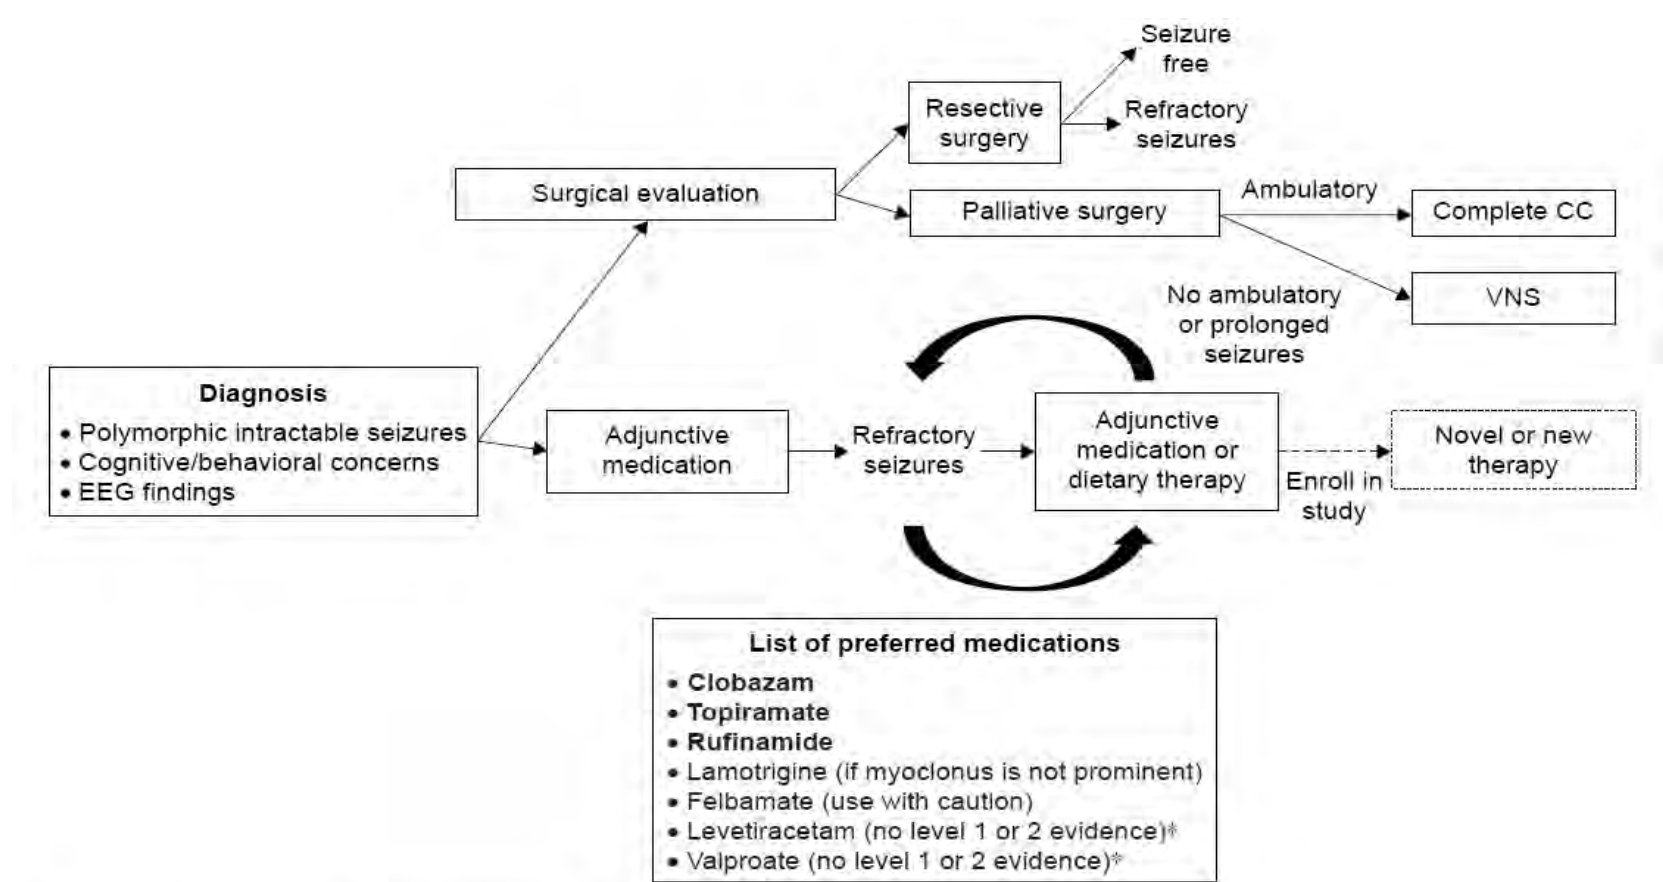 Seizure
free
Resective
surgery
Refractory
seizures
Surgical evaluation
Palliative surgery
Ambulatory
Complete CC
VNS
No ambulatory
or prolonged
seizures
Diagnosis
• Polymorphic intractable seizures
• Cognitive/behavioral concerns
• EEG findings
Adjunctive
medication
Refractory
seizures
Adjunctive
medication or
dietary therapy
Enroll in
study
Novel or new
therapy
List of preferred medications
• Clobazam
• Topiramate
• Rufinamide
• Lamotrigine (if myoclonus is not prominent)
• Felbamate (use with caution)
• Levetiracetam (no level 1 or 2 evidence)*
• Valproate (no level 1 or 2 evidence)*